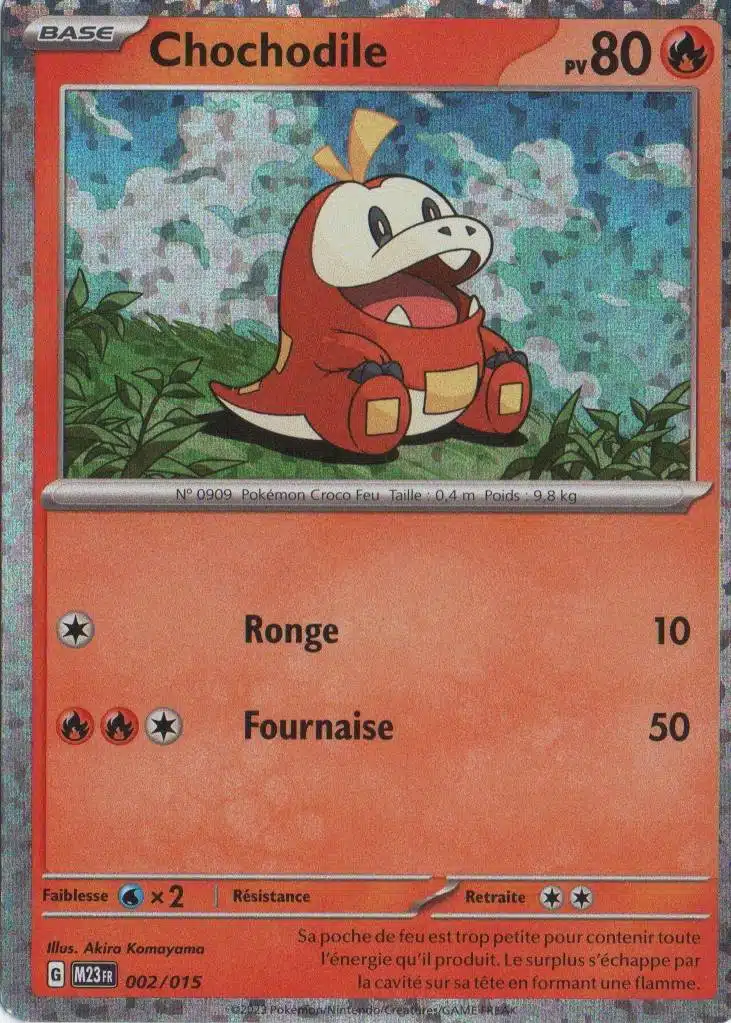 BASE Chochodile PV 80
N° 0909 Pokémon Croco Feu Taille : 0,4 m Poids : 9,8 kg
Ronge 10
Fournaise 50
Faiblesse ×2 Résistance Retraite
Illus. Akira Komayama
G M23 FR 002/015
Sa poche de feu est trop petite pour contenir toute
l'énergie qu'il produit. Le surplus s'échappe par
la cavité sur sa tête en formant une flamme.
©2023 Pokémon/Nintendo/Creatures/GAME FREAK